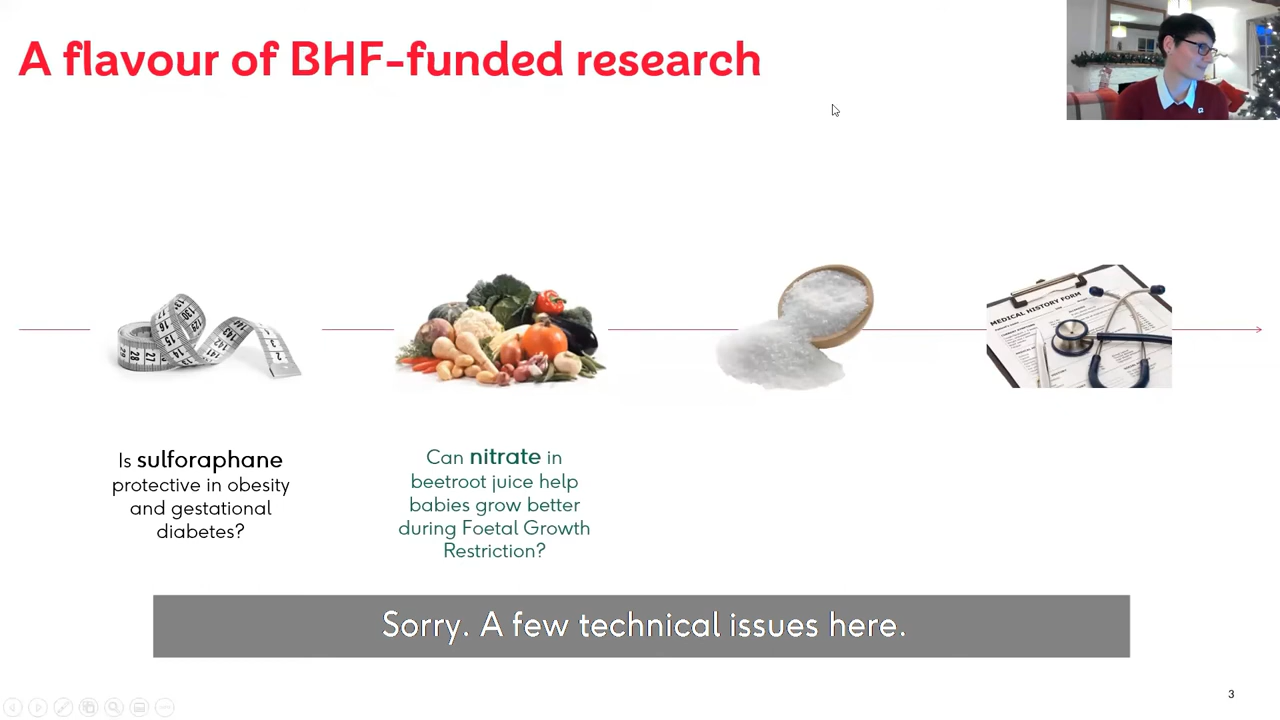 A flavour of BHF-funded research
MEDICAL HISTORY FORM
Is sulforaphane
protective in obesity
and gestational
diabetes?
Can nitrate in
beetroot juice help
babies grow better
during Foetal Growth
Restriction?
Sorry. A few technical issues here.
3